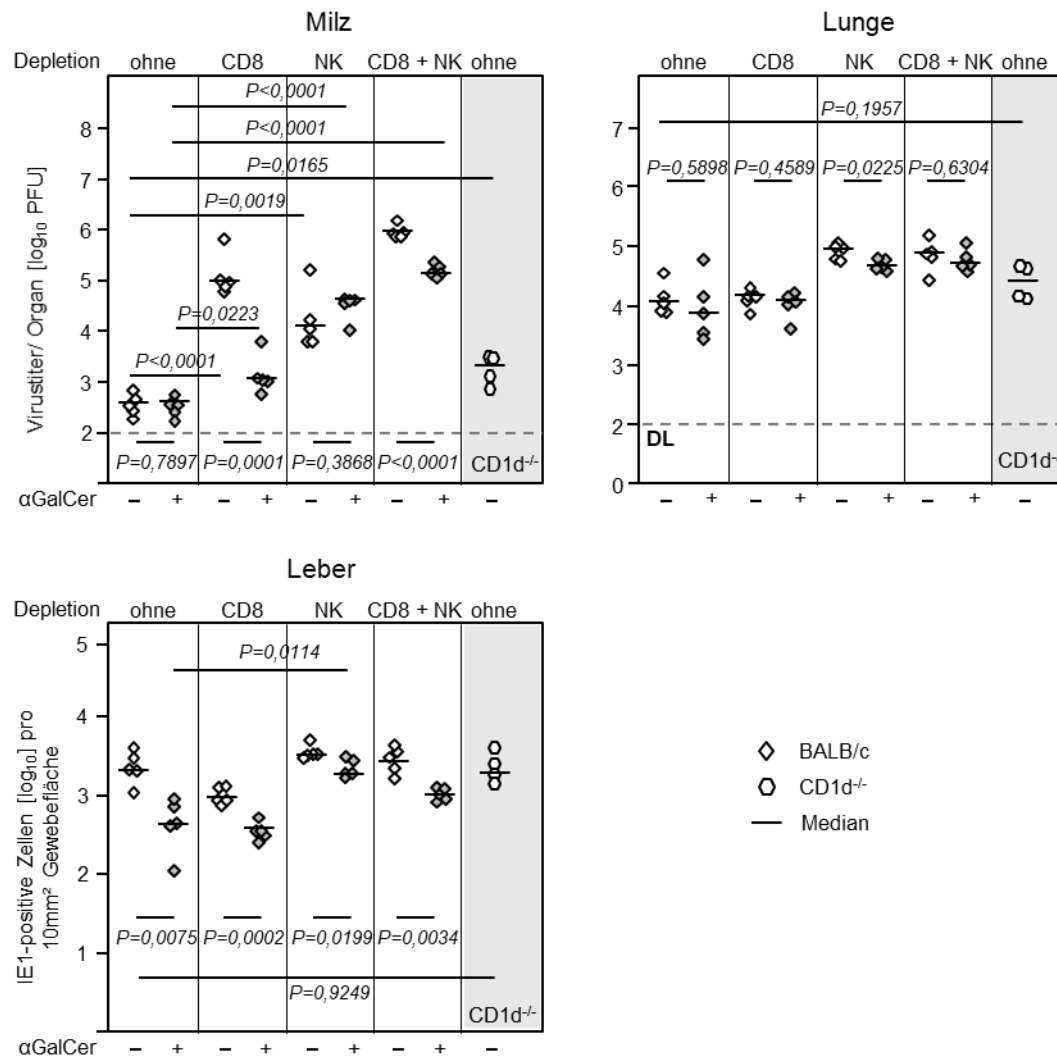 Milz
Depletion ohne CD8 NK CD8 + NK ohne
P<0,0001
P<0,0001
P=0,0165
P=0,0019
P=0,0223
P<0,0001
P=0,7897 P=0,0001 P=0,3868 P<0,0001 CD1d-/-
Virustiter/ Organ [log10 PFU]
8
7
6
5
4
3
2
αGalCer – + – + – + – + –
Lunge
ohne CD8 NK CD8 + NK ohne
P=0,1957
P=0,5898 P=0,4589 P=0,0225 P=0,6304
7
6
5
4
3
2
0
DL
CD1d-
– + – + – + – + –
Leber
Depletion ohne CD8 NK CD8 + NK ohne
P=0,0114
P=0,0075 P=0,0002 P=0,0199 P=0,0034
P=0,9249
CD1d-/-
IE1-positive Zellen [log10] pro
10mm² Gewebefläche
5
4
3
2
1
αGalCer – + – + – + – + –
BALB/c
CD1d-/-
Median